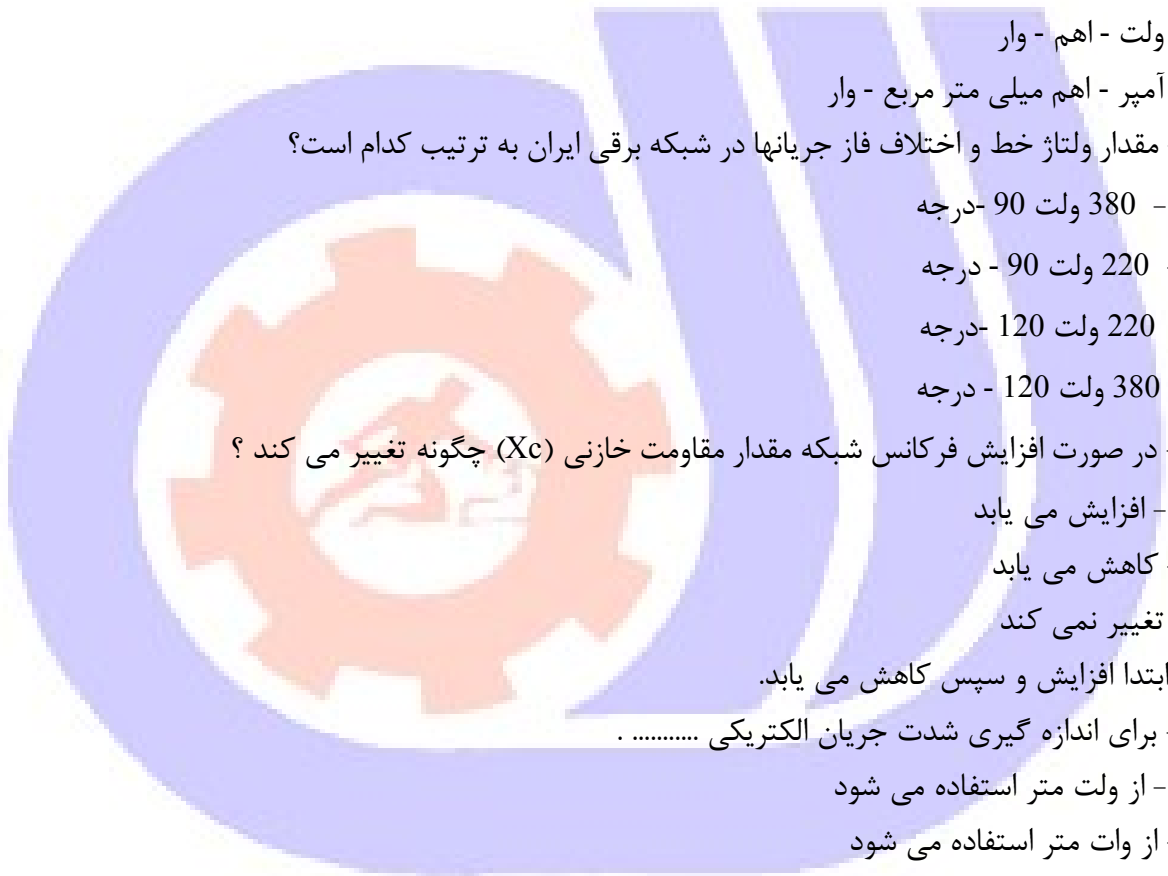 ولت - اهم - وار
آمپر - اهم میلی متر مربع - وار
- مقدار ولتاژ خط و اختلاف فاز جریانها در شبکه برقی ایران به ترتیب کدام است؟
- 380 ولت 90 -درجه
- 220 ولت 90 - درجه
220 ولت 120 -درجه
380 ولت 120 - درجه
- در صورت افزایش فرکانس شبکه مقدار مقاومت خازنی (Xc) چگونه تغییر می کند ؟
- افزایش می یابد
- کاهش می یابد
تغییر نمی کند
ابتدا افزایش و سپس کاهش می یابد.
- برای اندازه گیری شدت جریان الکتریکی ........... .
- از ولت متر استفاده می شود
- از وات متر استفاده می شود